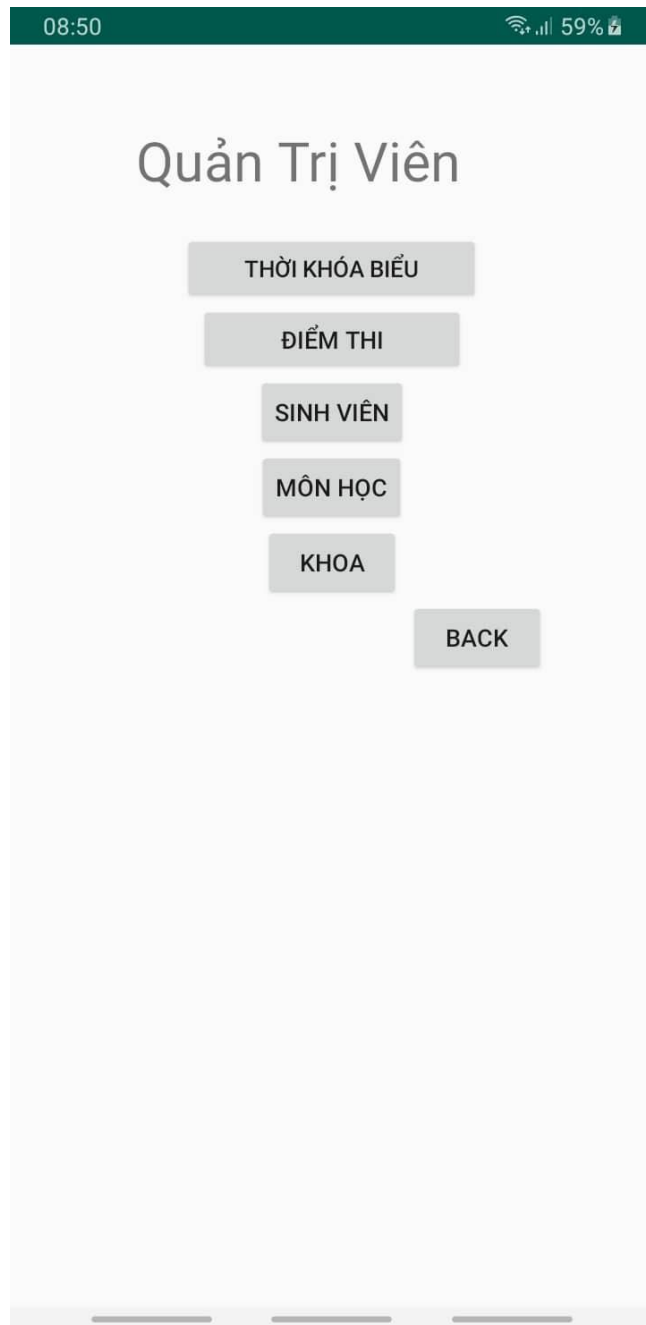 08:50 59%
Quản Trị Viên
THỜI KHÓA BIỂU
ĐIỂM THI
SINH VIÊN
MÔN HỌC
KHOA
BACK